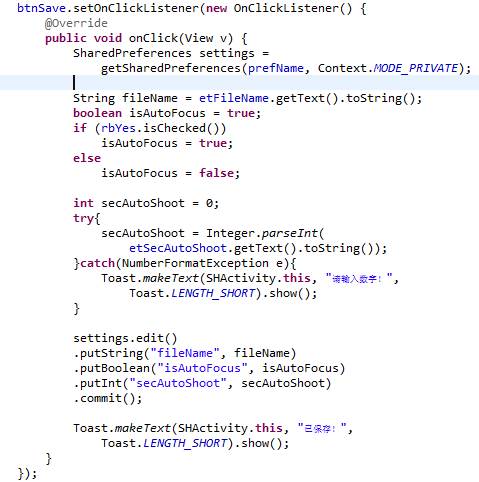 btnSave.setOnClickListener(new OnClickListener() {
    @Override
    public void onClick(View v) {
        SharedPreferences settings =
            getSharedPreferences(prefName, Context.MODE_PRIVATE);

        String fileName = etFileName.getText().toString();
        boolean isAutoFocus = true;
        if (rbYes.isChecked())
            isAutoFocus = true;
        else
            isAutoFocus = false;

        int secAutoShoot = 0;
        try{
            secAutoShoot = Integer.parseInt(
                etSecAutoShoot.getText().toString());
        }catch(NumberFormatException e){
            Toast.makeText(SHActivity.this, "请输入数字!",
                Toast.LENGTH_SHORT).show();
        }

        settings.edit()
        .putString("fileName", fileName)
        .putBoolean("isAutoFocus", isAutoFocus)
        .putInt("secAutoShoot", secAutoShoot)
        .commit();

        Toast.makeText(SHActivity.this, "已保存!",
            Toast.LENGTH_SHORT).show();
    }
});